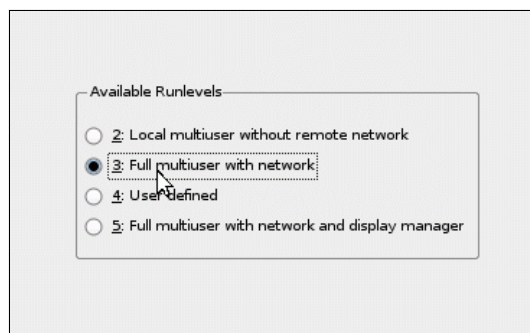 Available Runlevels
2: Local multiuser without remote network
3: Full multiuser with network
4: User defined
5: Full multiuser with network and display manager